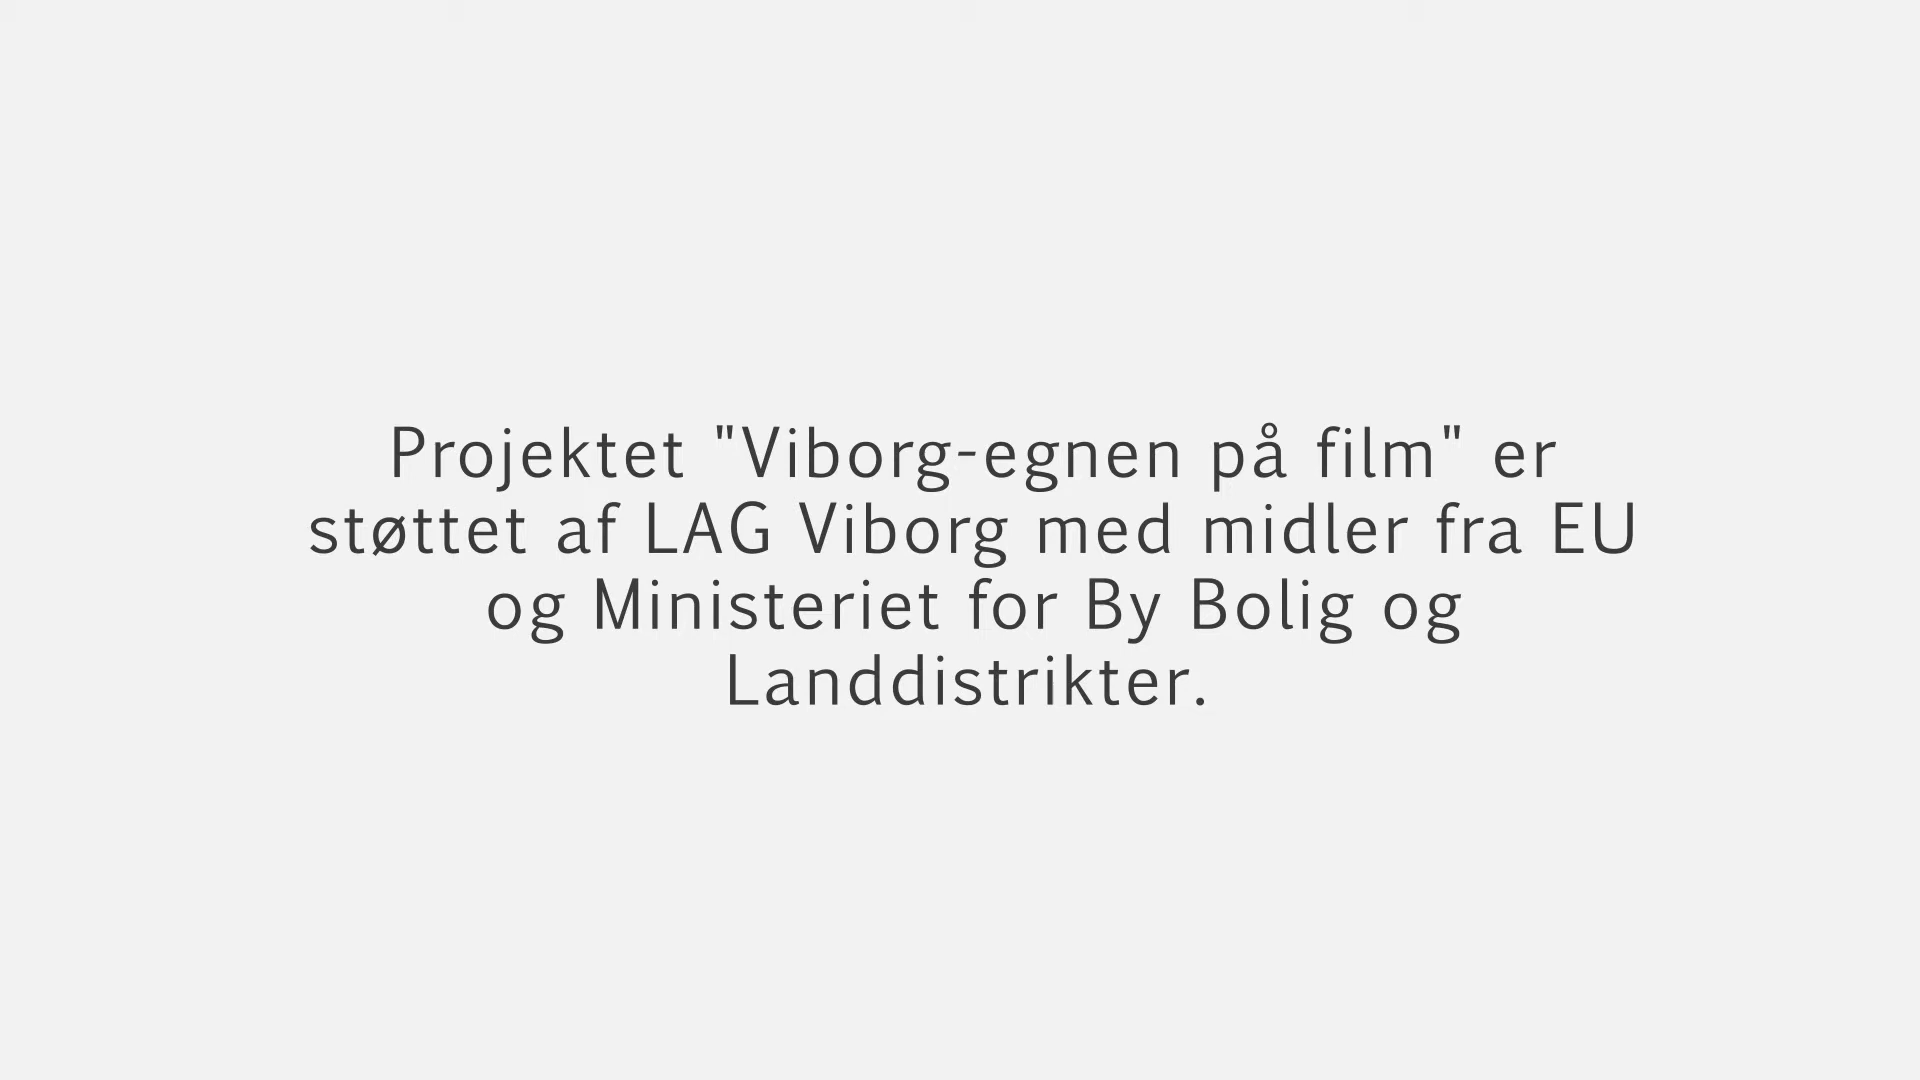 Projektet "Viborg-egnen på film" er
støttet af LAG Viborg med midler fra EU
og Ministeriet for By Bolig og
Landdistrikter.